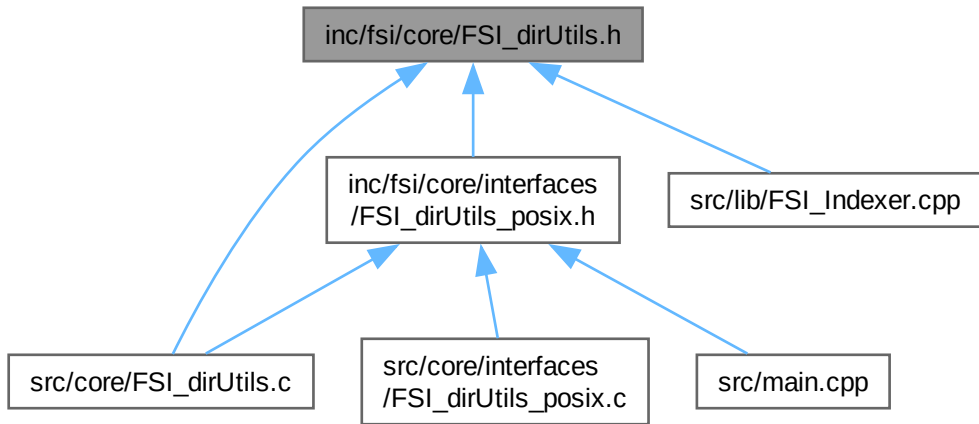 inc/fsi/core/FSI_dirUtils.h
inc/fsi/core/interfaces
/FSI_dirUtils_posix.h
src/lib/FSI_Indexer.cpp
src/core/FSI_dirUtils.c
src/core/interfaces
/FSI_dirUtils_posix.c
src/main.cpp